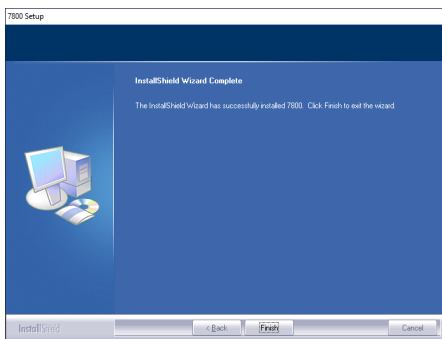 7800 Setup
InstallShield Wizard Complete
The InstallShield Wizard has successfully installed 7800. Click Finish to exit the wizard.
InstallShield
< Back
Finish
Cancel